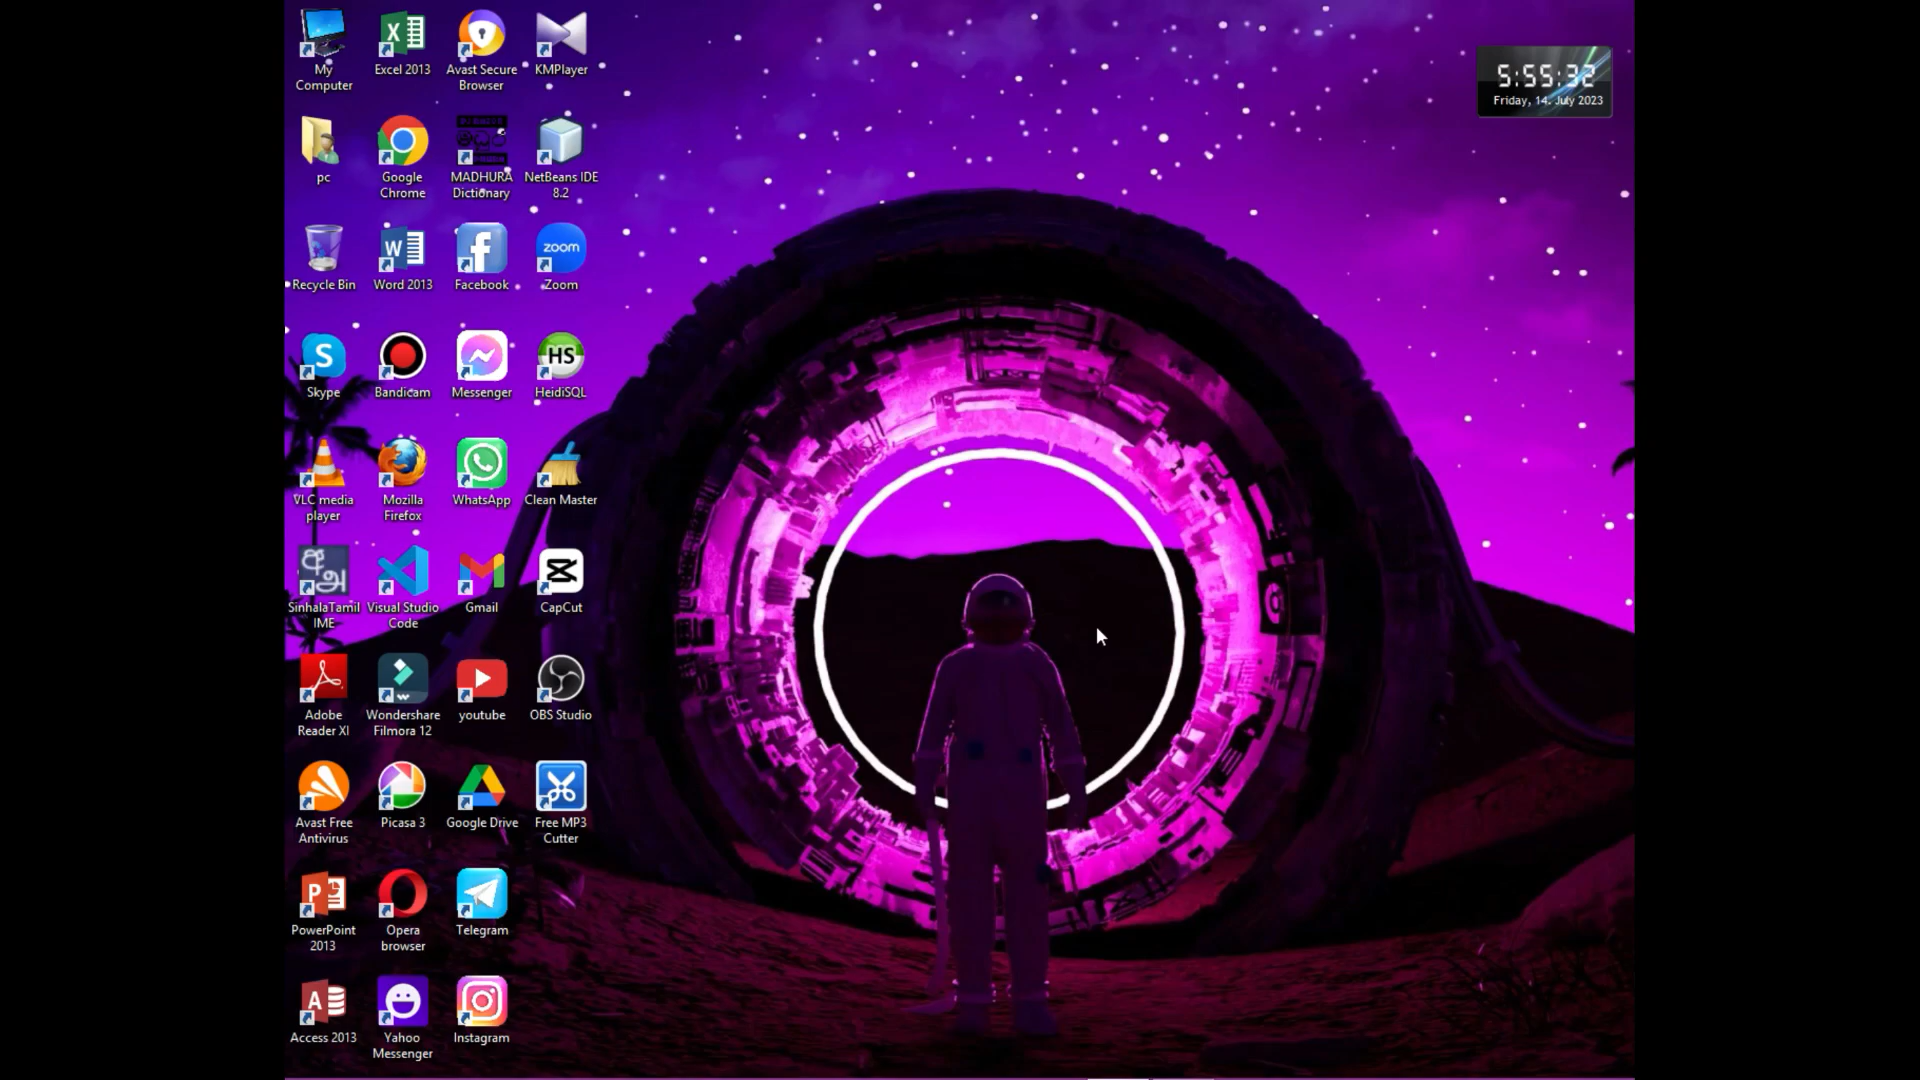 My
Computer
Excel 2013
Avast Secure
Browser
KMPlayer
5:55:32
Friday, 14. July 2023
pc
Google
Chrome
MADHURA
Dictionary
NetBeans IDE
8.2
Recycle Bin
W
Word 2013
Facebook
zoom
Zoom
S
Skype
Bandicam
Messenger
HS
HeidiSQL
VLC media
player
Mozilla
Firefox
WhatsApp
Clean Master
SinhalaTamil
IME
Visual Studio
Code
Gmail
CapCut
Adobe
Reader XI
Wondershare
Filmora 12
youtube
OBS Studio
Avast Free
Antivirus
Picasa 3
Google Drive
Free MP3
Cutter
PowerPoint
2013
Opera
browser
Telegram
Access 2013
Yahoo
Messenger
Instagram